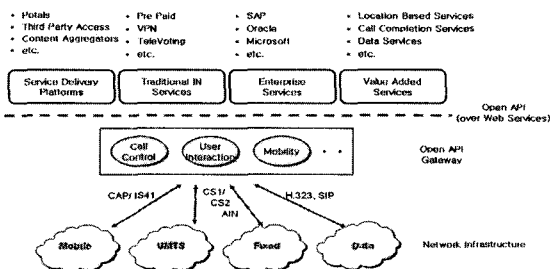 • Potals
• Third Party Access
• Content Aggregators
• etc.
• Pre Paid
• VPN
• TeleVoting
• etc.
• SAP
• Oracle
• Microsoft
• etc.
• Location Based Services
• Call Completion Services
• Data Services
• etc.
Service Delivery
Platforms
Traditional IN
Services
Enterprise
Services
Value Added
Services
Open API
(over Web Services)
Call
Control
User
Interaction
Mobility
• •
Open API
Gateway
CAP/ IS41
CS1/
CS2
AIN
H.323, SIP
Mobile
UMTS
Fixed
Data
Network Infrastructure